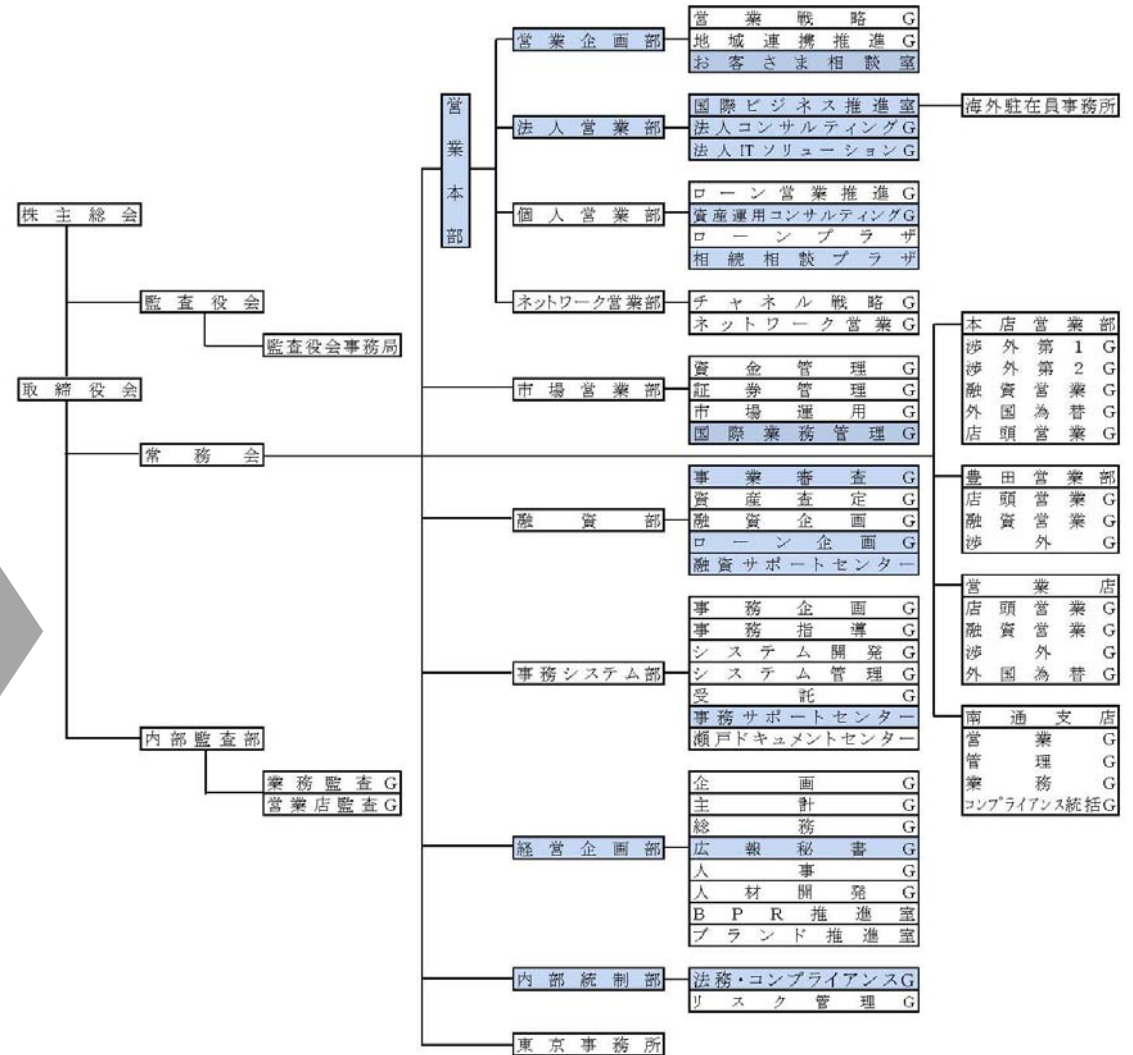 株主総会
監査役会
監査役会事務局
取締役会
常務会
内部監査部
業務監査G
営業店監査G
営業本部
営業企画部
営業戦略G
地域連携推進G
お客さま相談室
法人営業部
国際ビジネス推進室
法人コンサルティングG
法人ITソリューションG
海外駐在員事務所
個人営業部
ローン営業推進G
資産運用コンサルティングG
ローンプラザ
相続相談プラザ
ネットワーク営業部
チャネル戦略G
ネットワーク営業G
市場営業部
資金管理G
証券管理G
市場運用G
国際業務管理G
融資部
事業審査G
資産査定G
融資企画G
ローン企画G
融資サポートセンター
事務システム部
事務企画G
事務指導G
システム開発G
システム管理G
受託G
事務サポートセンター
瀬戸ドキュメントセンター
経営企画部
企画G
主計G
総務G
広報秘書G
人事G
人材開発G
BPR推進室
ブランド推進室
内部統制部
法務・コンプライアンスG
リスク管理G
東京事務所
本店営業部
渉外第1G
渉外第2G
融資営業G
外国為替G
店頭営業G
豊田営業部
店頭営業G
融資営業G
渉外G
営業店
店頭営業G
融資営業G
渉外G
外国為替G
南通支店
営業G
管理G
業務G
コンプライアンス統括G